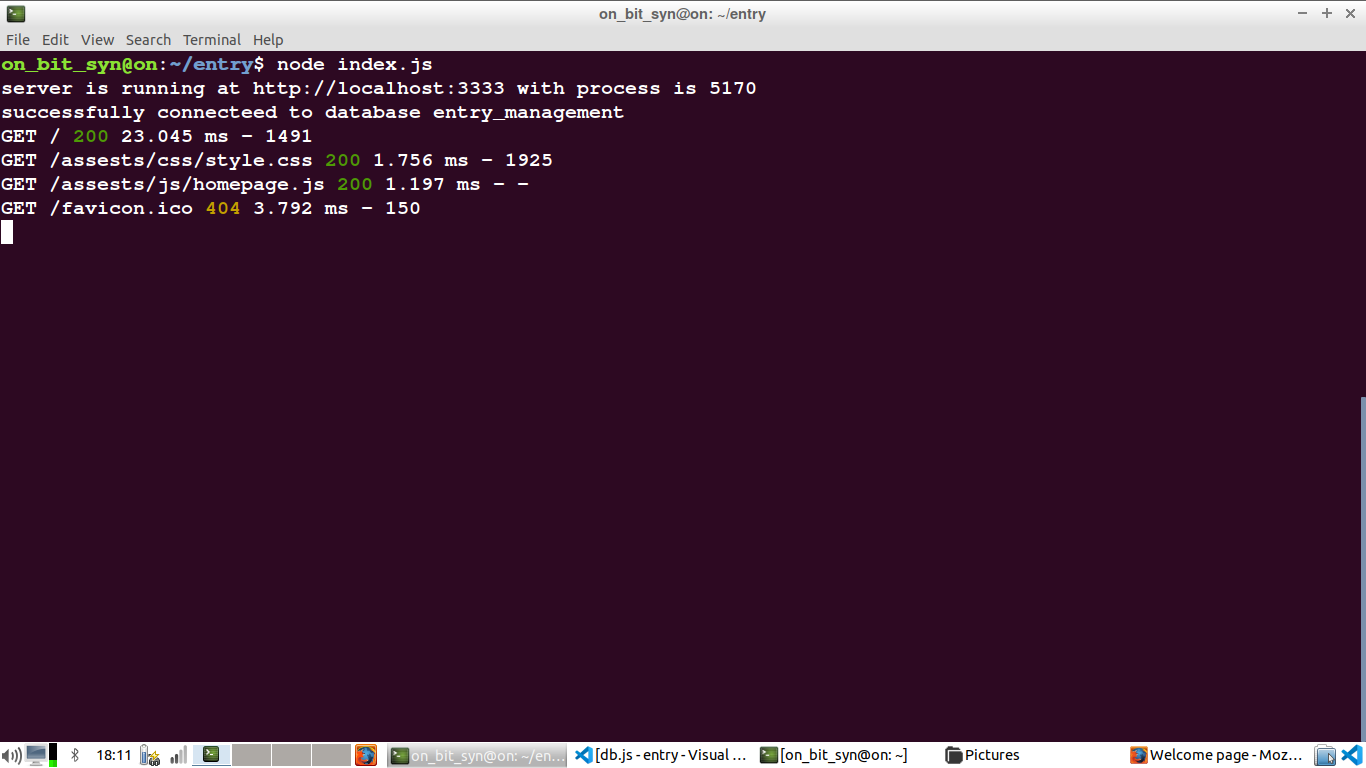 on_bit_syn@on: ~/entry
File Edit View Search Terminal Help
on_bit_syn@on:~/entry$ node index.js
server is running at http://localhost:3333 with process is 5170
successfully connecteed to database entry_management
GET / 200 23.045 ms - 1491
GET /assests/css/style.css 200 1.756 ms - 1925
GET /assests/js/homepage.js 200 1.197 ms - -
GET /favicon.ico 404 3.792 ms - 150
18:11 on_bit_syn@on: ~/en... [db.js - entry - Visual ... [on_bit_syn@on: ~] Pictures Welcome page - Moz...